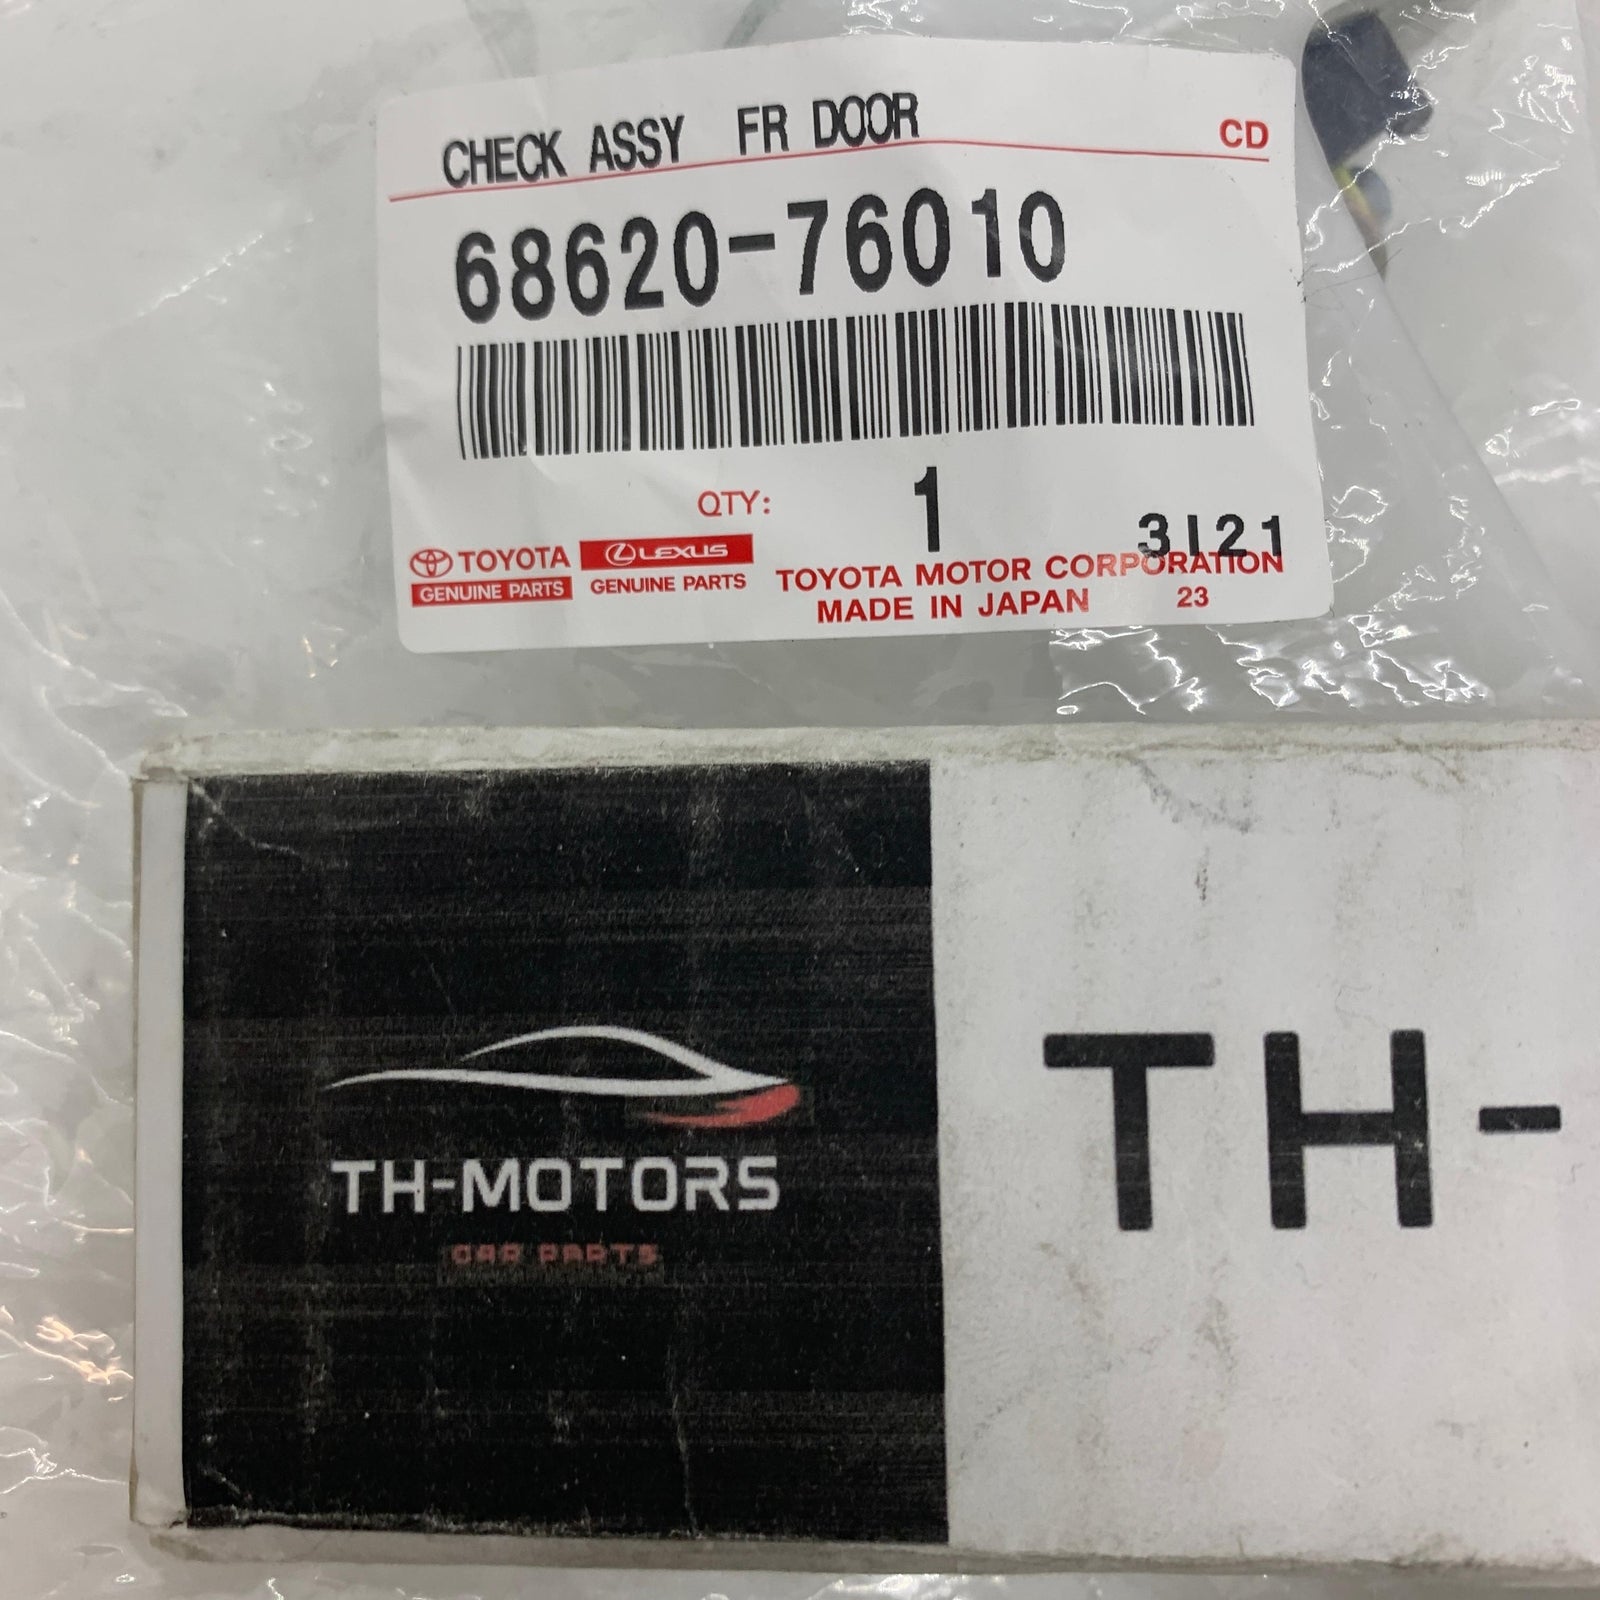 CHECK ASSY FR DOOR
CD
68620-76010
QTY: 1
3121
TOYOTA
GENUINE PARTS
LEXUS
GENUINE PARTS
TOYOTA MOTOR CORPORATION
MADE IN JAPAN 23
TH-MOTORS
CAR PARTS
TH-